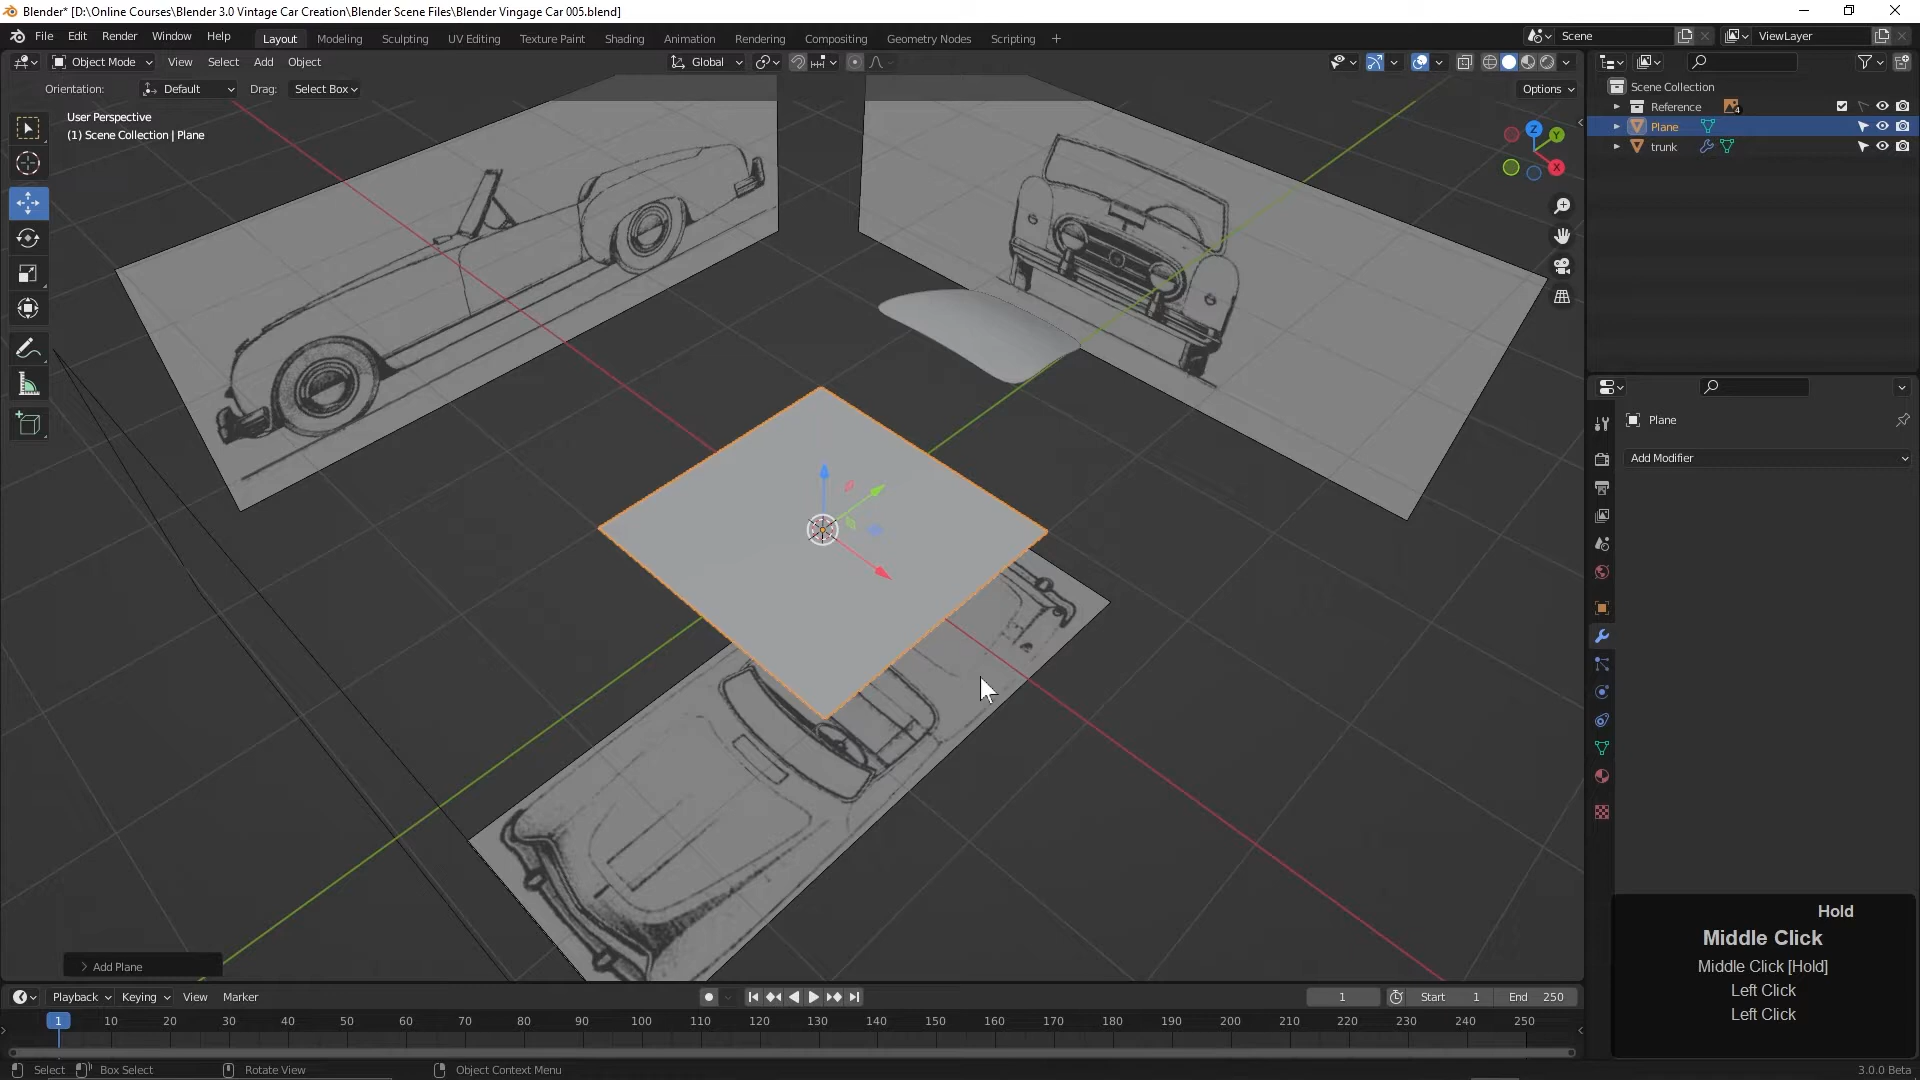 Blender* [D:\Online Courses\Blender 3.0 Vintage Car Creation\Blender Scene Files\Blender Vingage Car 005.blend]
File Edit Render Window Help Layout Modeling Sculpting UV Editing Texture Paint Shading Animation Rendering Compositing Geometry Nodes Scripting + Scene ViewLayer
Object Mode View Select Add Object Global
Orientation: Default Drag: Select Box Options
User Perspective
(1) Scene Collection | Plane
Z
Y
X
Scene Collection
Reference 4
Plane
trunk
Plane
Add Modifier
Hold
Middle Click
Middle Click [Hold]
Left Click
Left Click
Add Plane
Playback Keying View Marker 1 Start 1 End 250
1 10 20 30 40 50 60 70 80 90 100 110 120 130 140 150 160 170 180 190 200 210 220 230 240 250
Select Box Select Rotate View Object Context Menu 3.0.0 Beta